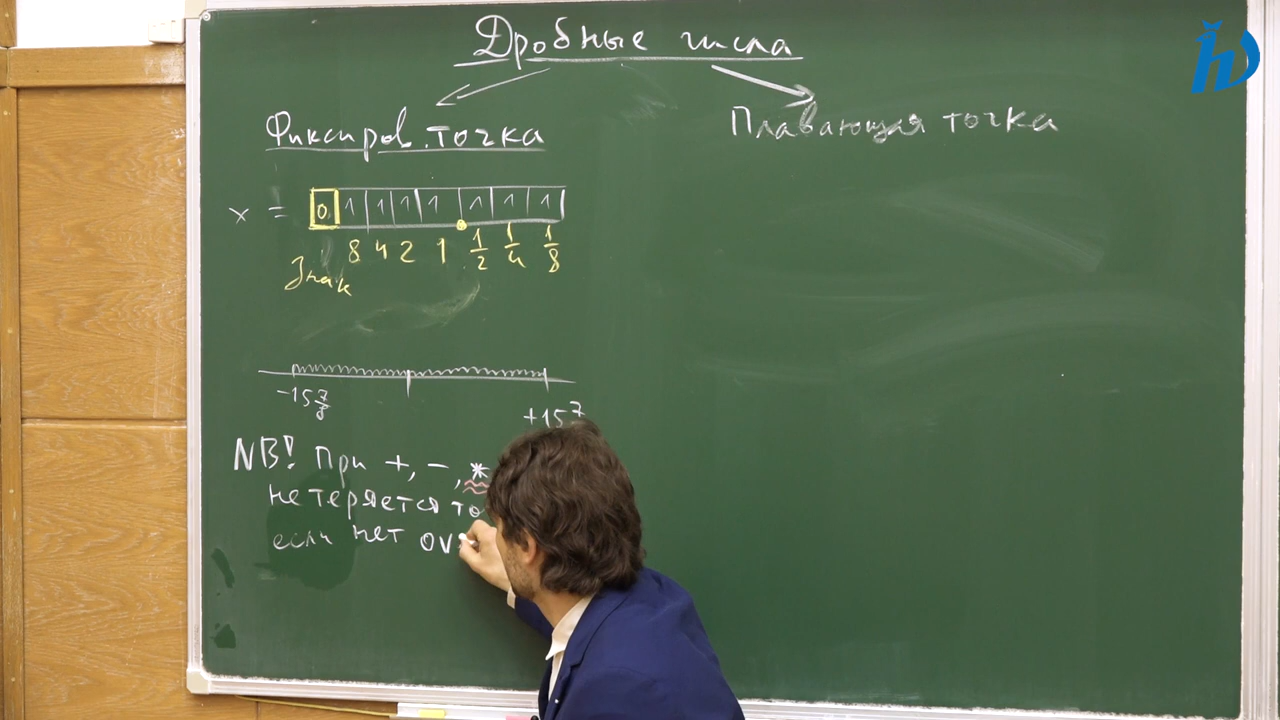 Дробные числа
Фиксиров. точка
Плавающая точка
x = 0 1 1 1 1 1 1 1
8 4 2 1 1/2 1/4 1/8
Знак
-15 7/8
+15 7
NB! При +, -, *
не теряется то
если нет ov